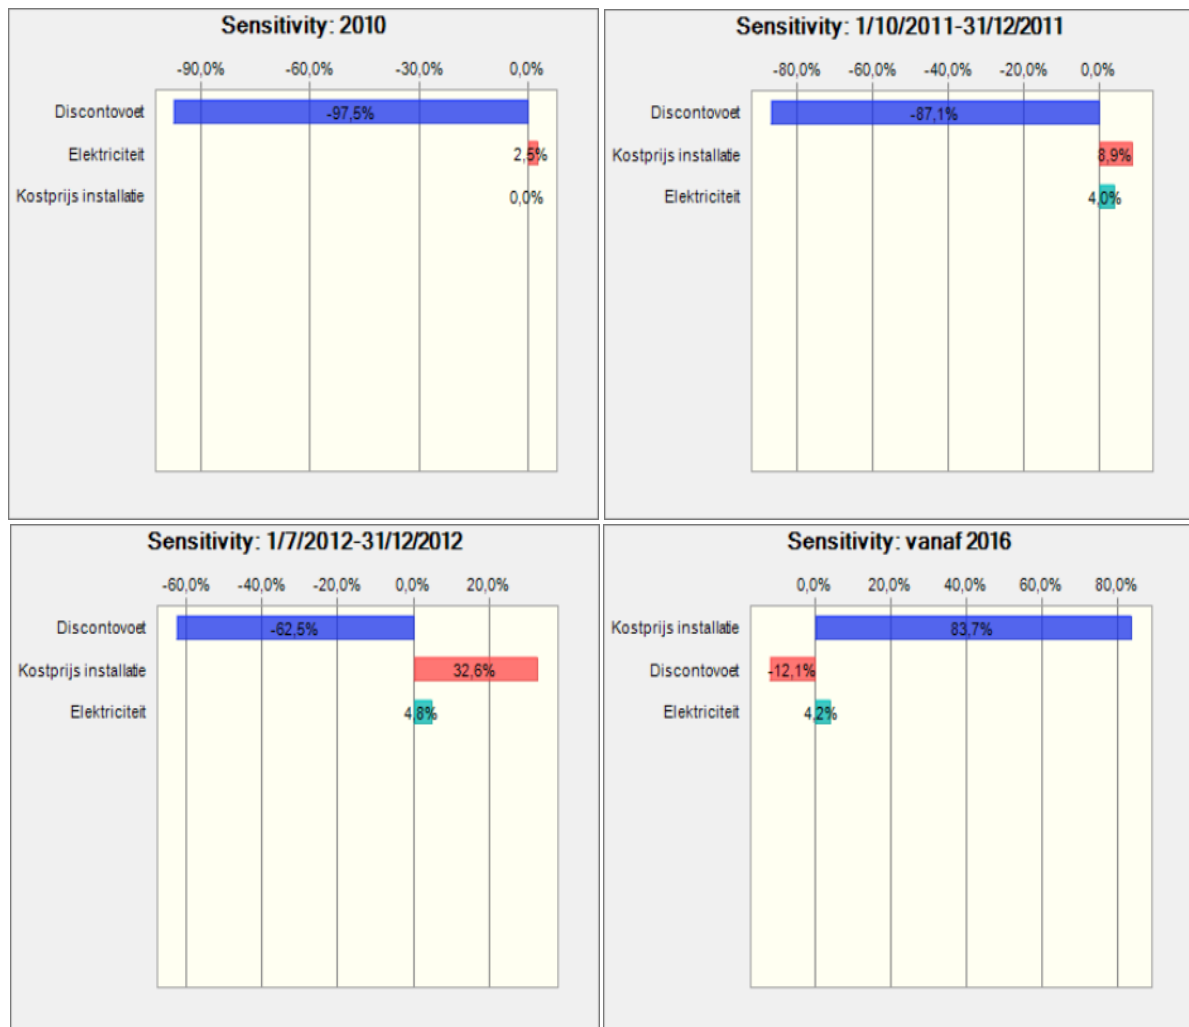 Sensitivity: 2010
-90,0% -60,0% -30,0% 0,0%
Discontovoet -97,5%
Elektriciteit 2,5%
Kostprijs installatie 0,0%
Sensitivity: 1/10/2011-31/12/2011
-80,0% -60,0% -40,0% -20,0% 0,0%
Discontovoet -87,1%
Kostprijs installatie 8,9%
Elektriciteit 4,0%
Sensitivity: 1/7/2012-31/12/2012
-60,0% -40,0% -20,0% 0,0% 20,0%
Discontovoet -62,5%
Kostprijs installatie 32,6%
Elektriciteit 4,8%
Sensitivity: vanaf 2016
0,0% 20,0% 40,0% 60,0% 80,0%
Kostprijs installatie 83,7%
Discontovoet -12,1%
Elektriciteit 4,2%